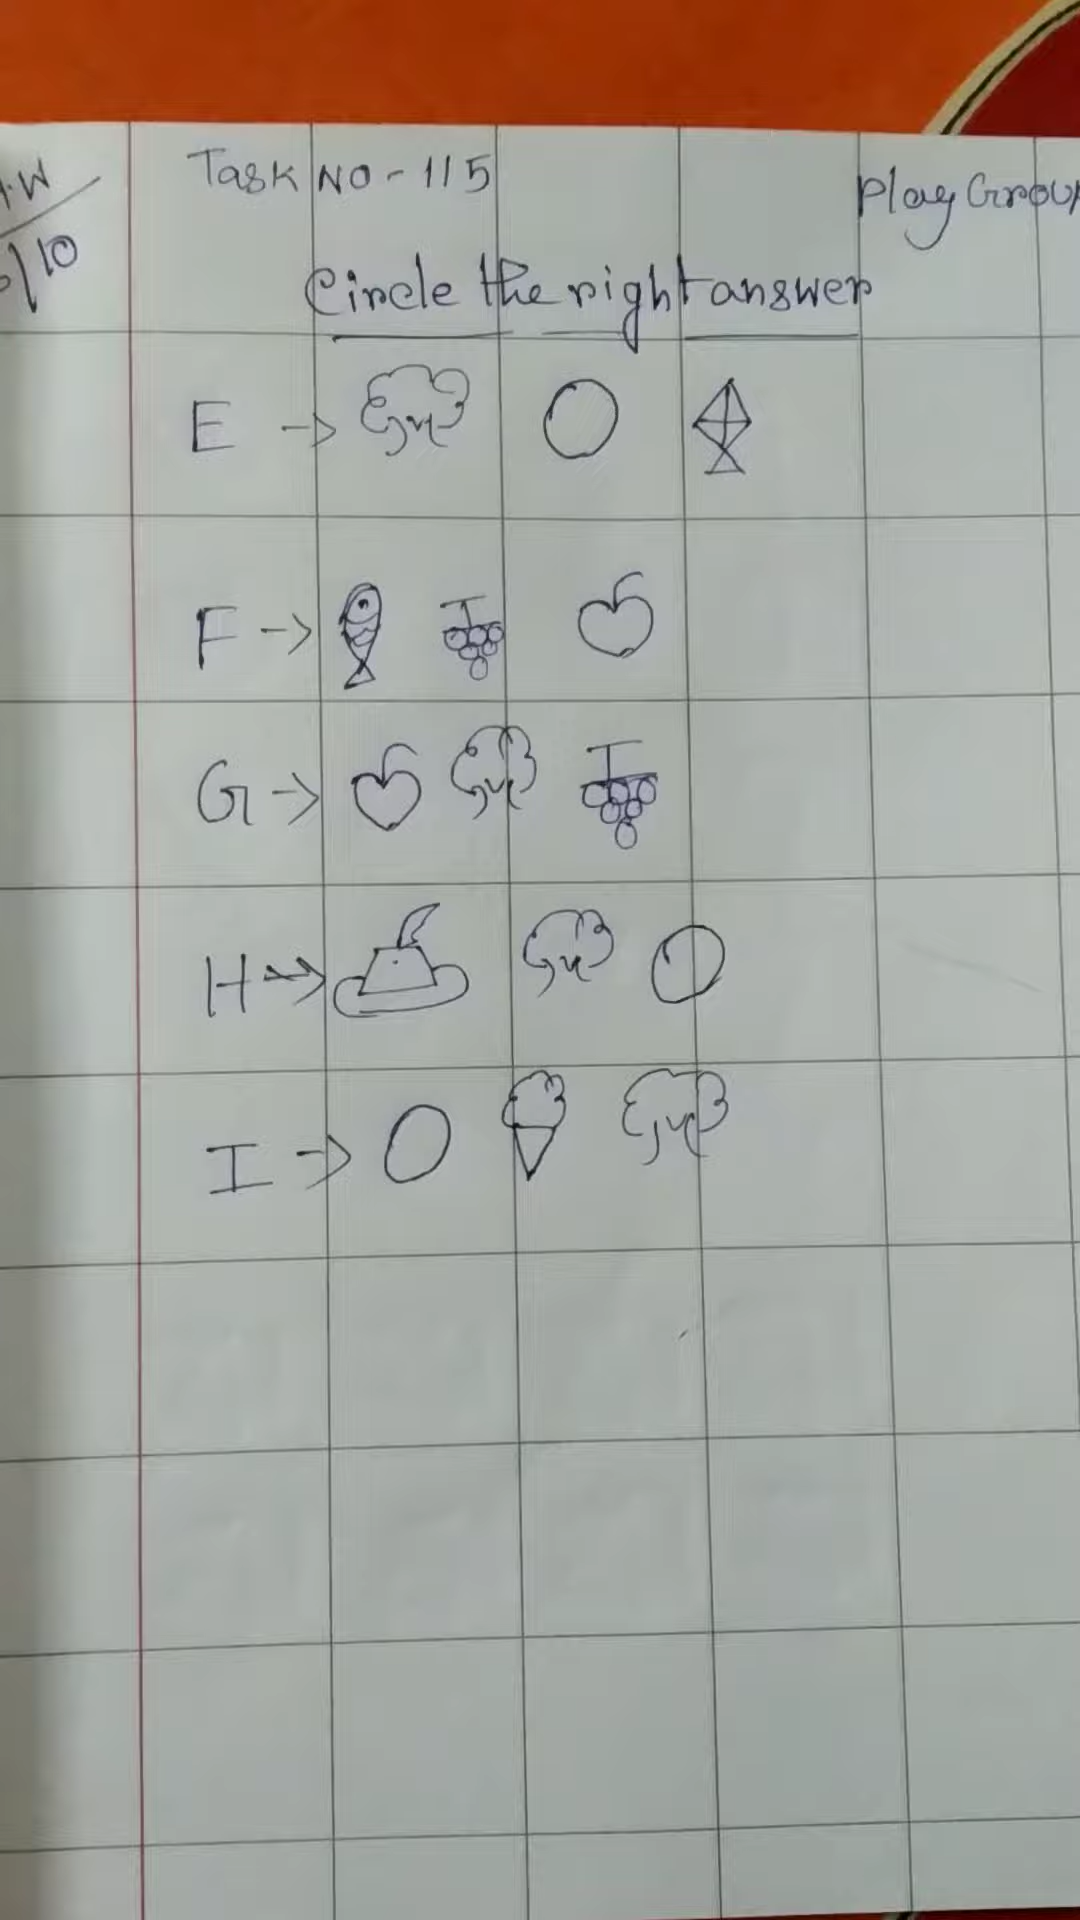 Task NO - 115
Play Group
Circle the right answer
E →
F →
G →
H →
I →